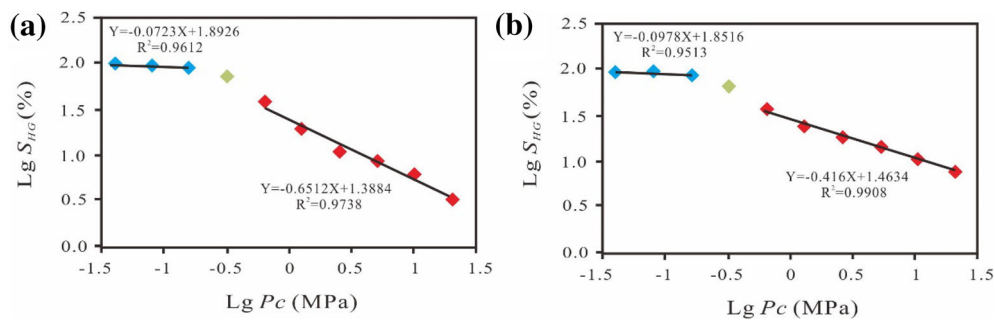 (a)
2.5
2.0
1.5
1.0
0.5
0.0
Lg S_HG (%)
Y=-0.0723X+1.8926
R²=0.9612
Y=-0.6512X+1.3884
R²=0.9738
-1.5
-1
-0.5
0
0.5
1
1.5
Lg Pc (MPa)
(b)
2.5
2.0
1.5
1.0
0.5
0.0
Lg S_HG (%)
Y=-0.0978X+1.8516
R²=0.9513
Y=-0.416X+1.4634
R²=0.9908
-1.5
-1
-0.5
0
0.5
1
1.5
Lg Pc (MPa)